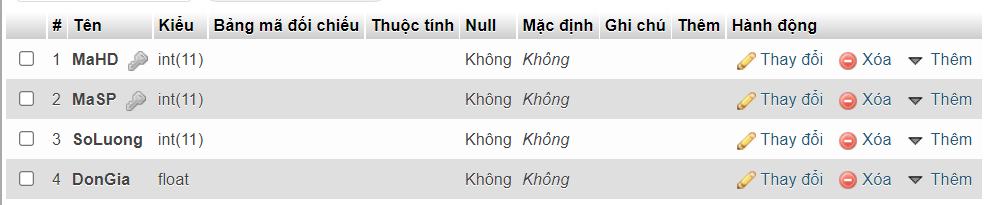 # Tên Kiểu Bảng mã đối chiếu Thuộc tính Null Mặc định Ghi chú Thêm Hành động
1 MaHD int(11) Không Không Thay đổi Xóa Thêm
2 MaSP int(11) Không Không Thay đổi Xóa Thêm
3 SoLuong int(11) Không Không Thay đổi Xóa Thêm
4 DonGia float Không Không Thay đổi Xóa Thêm